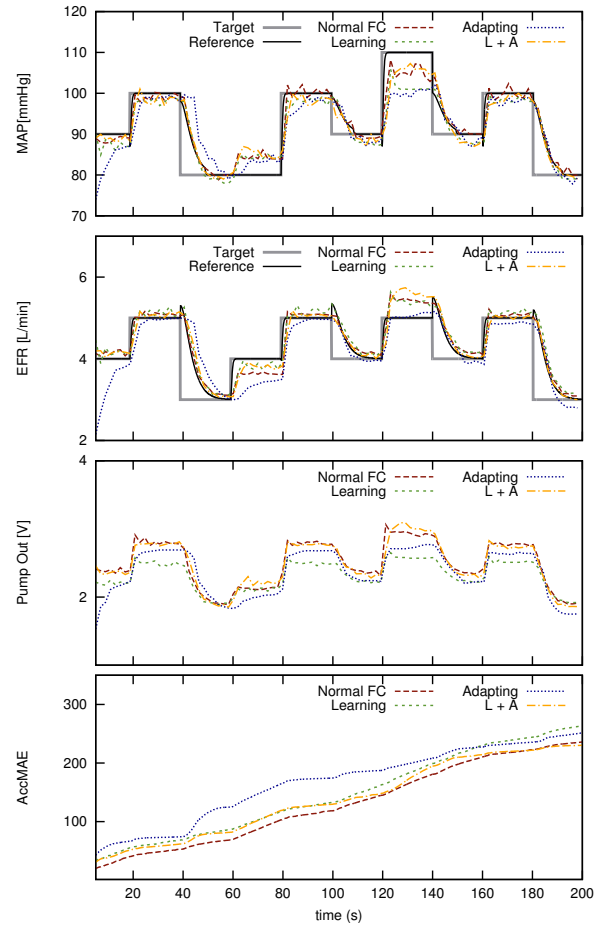 120
110
100
90
80
70
MAP[mmHg]
Target
Reference
Normal FC
Learning
Adapting
L + A
6
4
2
EFR [L/min]
Target
Reference
Normal FC
Learning
Adapting
L + A
4
2
Pump Out [V]
Normal FC
Learning
Adapting
L + A
300
200
100
AccMAE
Normal FC
Learning
Adapting
L + A
20 40 60 80 100 120 140 160 180 200
time (s)